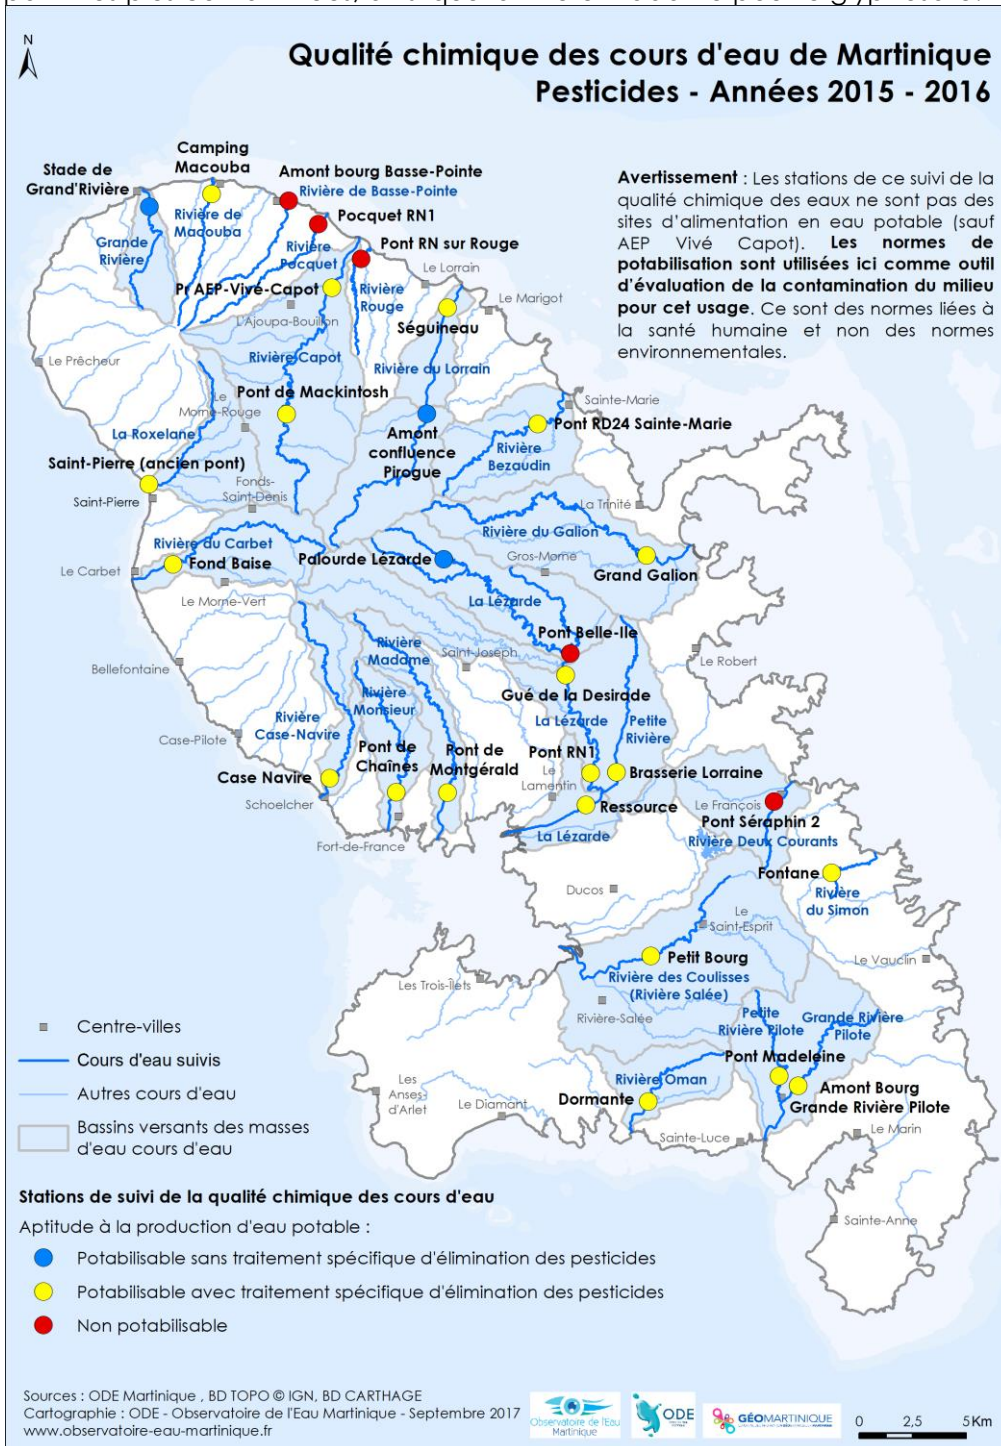 N
Qualité chimique des cours d'eau de Martinique
Pesticides - Années 2015 - 2016
Avertissement : Les stations de ce suivi de la
qualité chimique des eaux ne sont pas des
sites d'alimentation en eau potable (sauf
AEP Vivé Capot). Les normes de
potabilisation sont utilisées ici comme outil
d'évaluation de la contamination du milieu
pour cet usage. Ce sont des normes liées à
la santé humaine et non des normes
environnementales.
Camping
Macouba
Stade de
Grand'Rivière
Amont bourg Basse-Pointe
Rivière de Basse-Pointe
Pocquet RN1
Rivière de
Macouba
Grande
Rivière
Rivière
Pocquet
Pont RN sur Rouge
Le Lorrain
Pr AEP-Vivé-Capot
Rivière
Rouge
Le Marigot
L'Ajoupa-Bouillon
Séguineau
Rivière Capot
Le Prêcheur
Rivière du Lorrain
Pont de Mackintosh
Le
Morne-Rouge
Sainte-Marie
Pont RD24 Sainte-Marie
La Roxelane
Amont
confluence
Pirogue
Rivière
Bezaudin
Saint-Pierre (ancien pont)
Saint-Pierre
Fonds-
Saint-Denis
La Trinité
Rivière du Galion
Rivière du Carbet
Fond Baise
Palourde Lézarde
Gros-Morne
Grand Galion
Le Carbet
Le Morne-Vert
La Lézarde
Pont Belle-Ile
Rivière
Madame
Saint-Joseph
Le Robert
Bellefontaine
Gué de la Desirade
Rivière
Monsieur
Rivière
Case-Navire
La Lézarde
Petite
Rivière
Case-Pilote
Pont de
Chaînes
Pont de
Montgérald
Pont RN1
Case Navire
Le
Lamentin
Brasserie Lorraine
Schoelcher
Ressource
Le François
Pont Séraphin 2
Rivière Deux Courants
La Lézarde
Fort-de-France
Fontane
Ducos
Rivière
du Simon
Le
Saint-Esprit
Petit Bourg
Le Vauclin
Rivière des Coulisses
(Rivière Salée)
Les Trois-Îlets
Rivière-Salée
Petite
Rivière Pilote
Grande Rivière
Pilote
Pont Madeleine
Rivière Oman
Les
Anses-
d'Arlet
Le Diamant
Dormante
Amont Bourg
Grande Rivière Pilote
Sainte-Luce
Le Marin
Sainte-Anne
Centre-villes
Cours d'eau suivis
Autres cours d'eau
Bassins versants des masses
d'eau cours d'eau
Stations de suivi de la qualité chimique des cours d'eau
Aptitude à la production d'eau potable :
Potabilisable sans traitement spécifique d'élimination des pesticides
Potabilisable avec traitement spécifique d'élimination des pesticides
Non potabilisable
Sources : ODE Martinique , BD TOPO © IGN, BD CARTHAGE
Cartographie : ODE - Observatoire de l'Eau Martinique - Septembre 2017
www.observatoire-eau-martinique.fr
Observatoire de l'Eau
Martinique
ODE
GÉOMARTINIQUE
0 2,5 5 Km